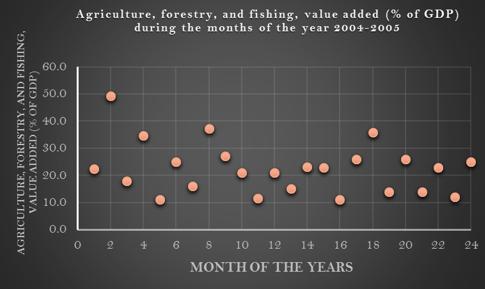 Agriculture, forestry, and fishing, value added (% of GDP)
during the months of the year 2004-2005
AGRICULTURE, FORESTRY, AND FISHING,
VALUE ADDED (% OF GDP)
60.0
50.0
40.0
30.0
20.0
10.0
0.0
0 2 4 6 8 10 12 14 16 18 20 22 24
MONTH OF THE YEARS